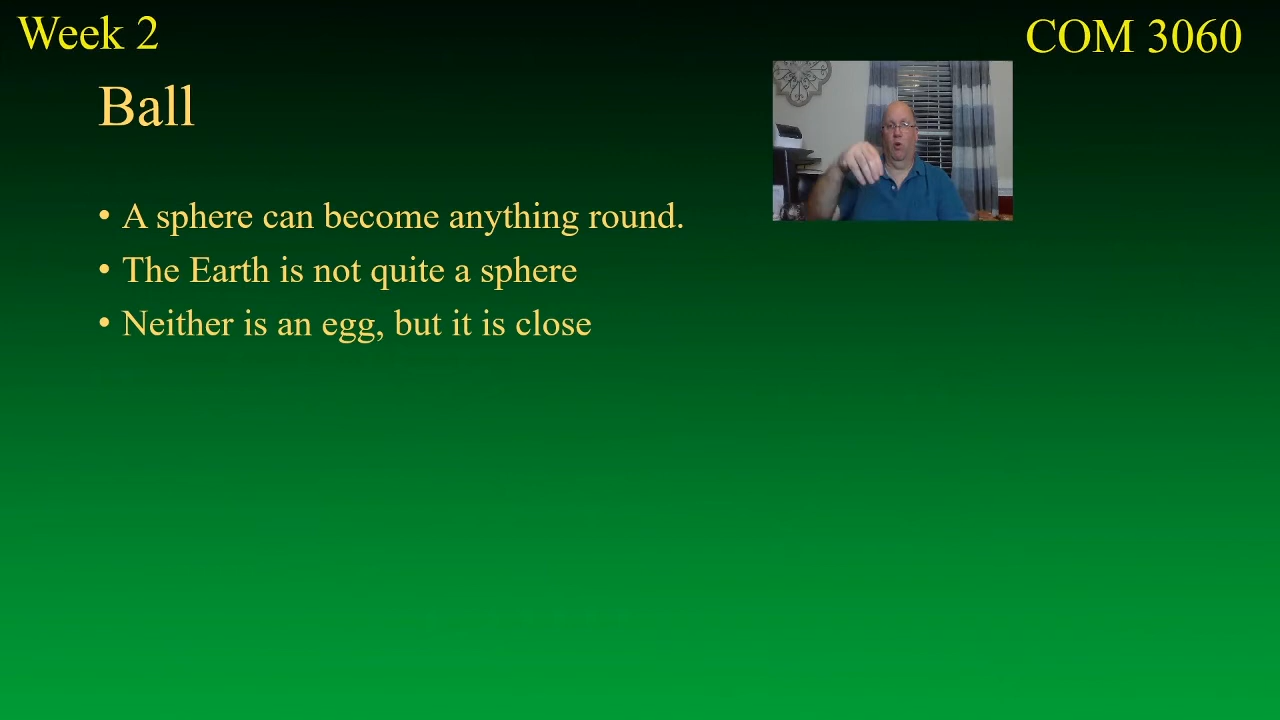 Week 2
COM 3060
Ball
• A sphere can become anything round.
• The Earth is not quite a sphere
• Neither is an egg, but it is close